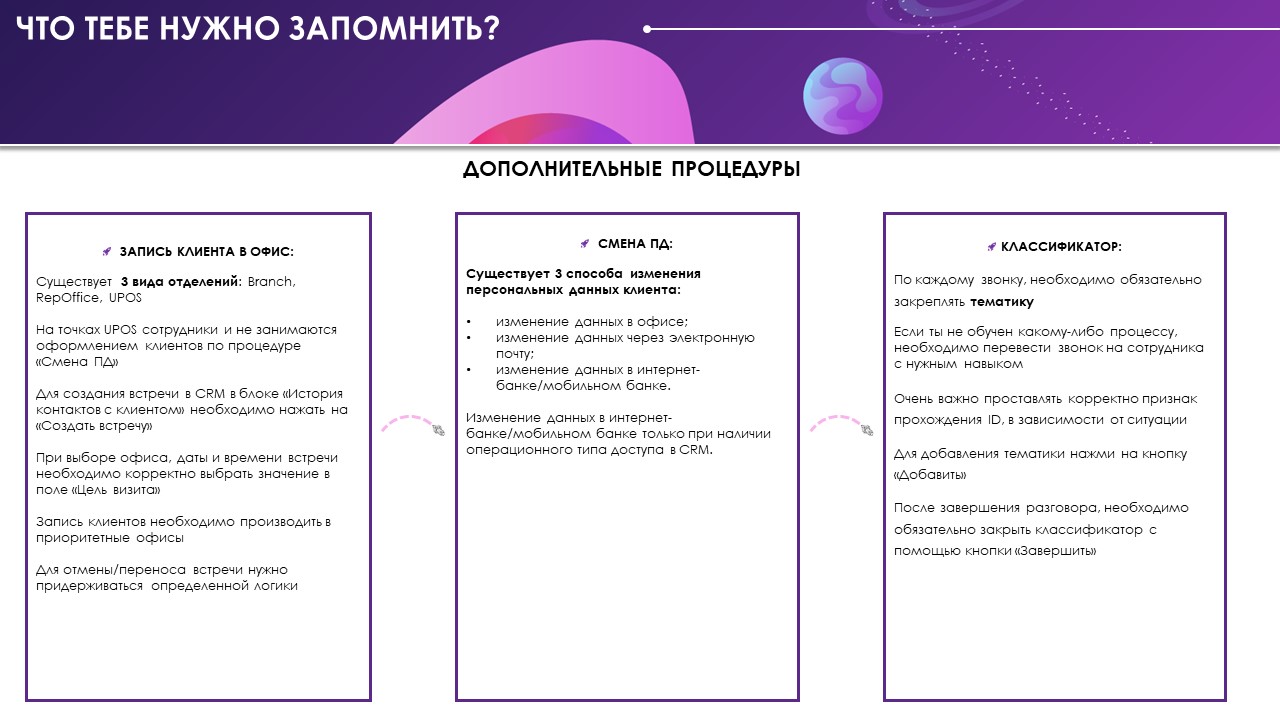 ЧТО ТЕБЕ НУЖНО ЗАПОМНИТЬ?
ДОПОЛНИТЕЛЬНЫЕ ПРОЦЕДУРЫ
ЗАПИСЬ КЛИЕНТА В ОФИС:
Существует 3 вида отделений: Branch,
RepOffice, UPOS
На точках UPOS сотрудники и не занимаются
оформлением клиентов по процедуре
«Смена ПД»
Для создания встречи в CRM в блоке «История
контактов с клиентом» необходимо нажать на
«Создать встречу»
При выборе офиса, даты и времени встречи
необходимо корректно выбрать значение в
поле «Цель визита»
Запись клиентов необходимо производить в
приоритетные офисы
Для отмены/переноса встречи нужно
придерживаться определенной логики
СМЕНА ПД:
Существует 3 способа изменения
персональных данных клиента:
• изменение данных в офисе;
• изменение данных через электронную
почту;
• изменение данных в интернет-
банке/мобильном банке.
Изменение данных в интернет-
банке/мобильном банке только при наличии
операционного типа доступа в CRM.
КЛАССИФИКАТОР:
По каждому звонку, необходимо обязательно
закреплять тематику
Если ты не обучен какому-либо процессу,
необходимо перевести звонок на сотрудника
с нужным навыком
Очень важно проставлять корректно признак
прохождения ID, в зависимости от ситуации
Для добавления тематики нажми на кнопку
«Добавить»
После завершения разговора, необходимо
обязательно закрыть классификатор с
помощью кнопки «Завершить»